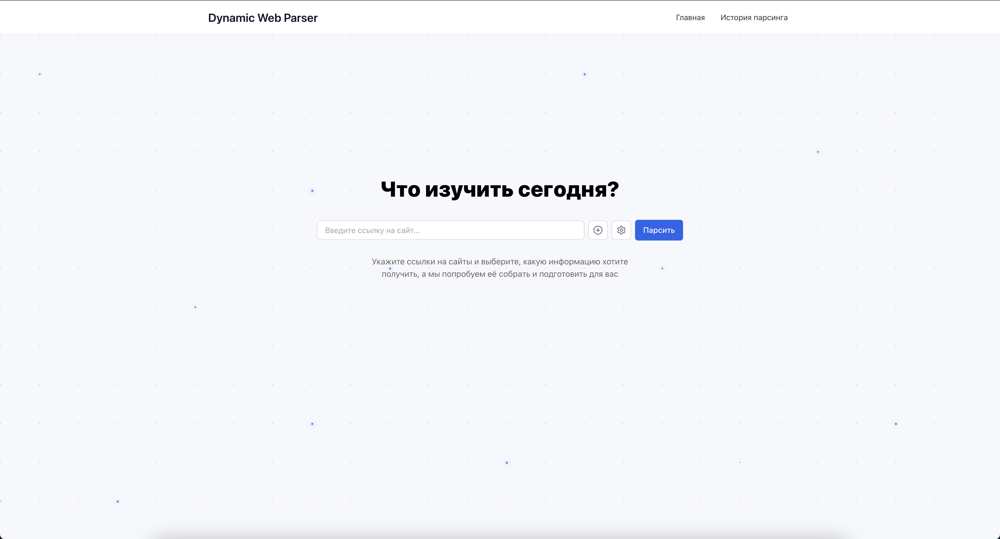 Dynamic Web Parser
Главная
История парсинга
Что изучить сегодня?
Введите ссылку на сайт...
Парсить
Укажите ссылки на сайты и выберите, какую информацию хотите
получить, а мы попробуем её собрать и подготовить для вас